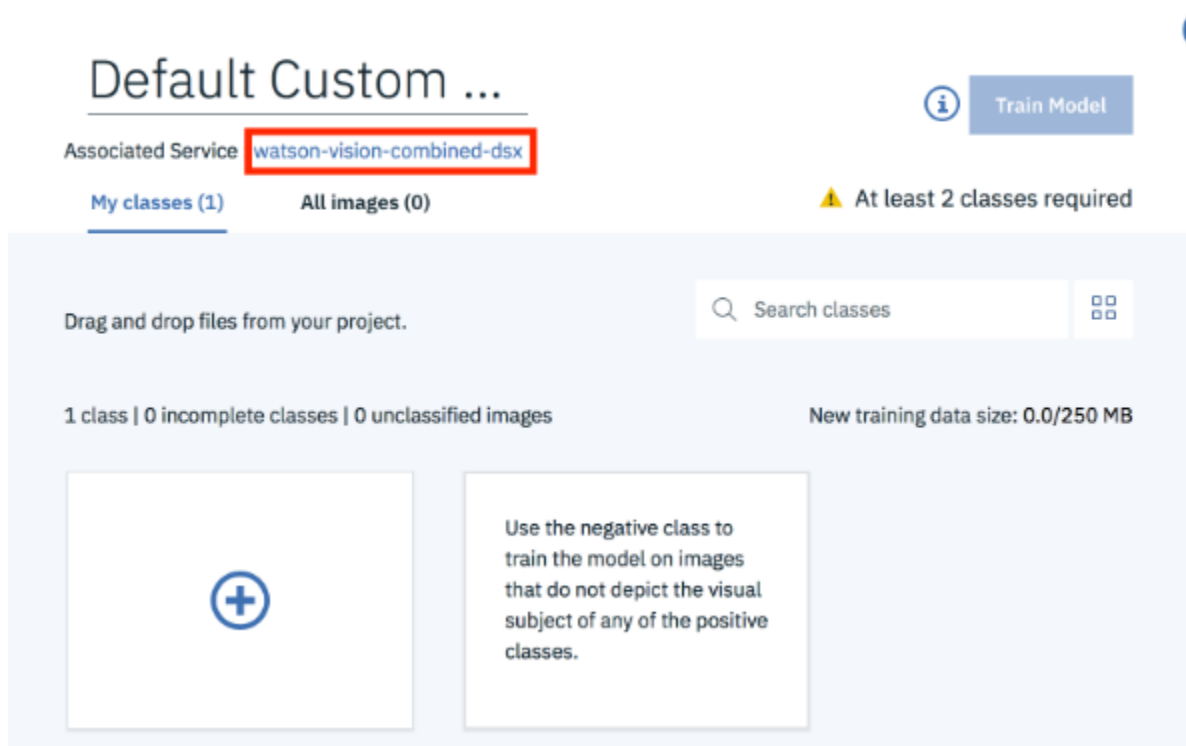 Default Custom ...
Train Model
Associated Service watson-vision-combined-dsx
My classes (1) All images (0)
At least 2 classes required
Drag and drop files from your project.
Search classes
1 class | 0 incomplete classes | 0 unclassified images
New training data size: 0.0/250 MB
Use the negative class to
train the model on images
that do not depict the visual
subject of any of the positive
classes.